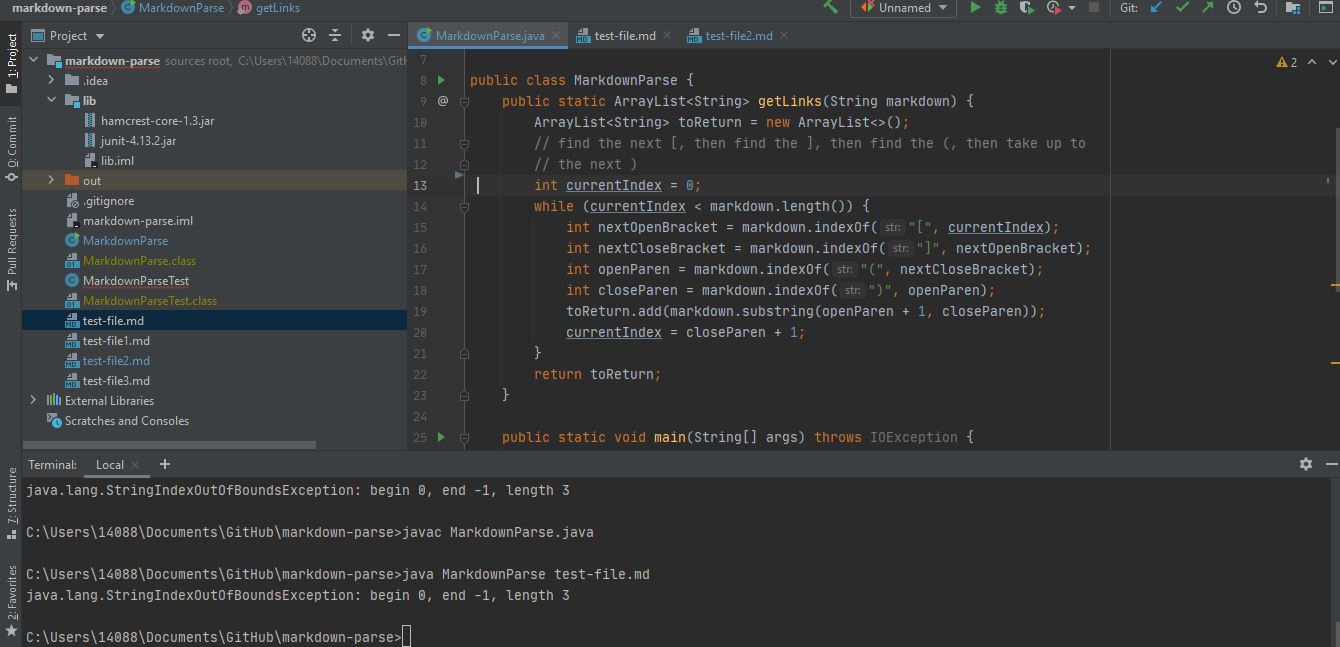 markdown-parse MarkdownParse getLinks Unnamed Git:
Project
MarkdownParse.java test-file.md test-file2.md
1: Project
0: Commit
Pull Requests
7: Structure
2: Favorites
markdown-parse sources root, C:\Users\14088\Documents\GitH
.idea
lib
hamcrest-core-1.3.jar
junit-4.13.2.jar
lib.iml
out
.gitignore
markdown-parse.iml
MarkdownParse
MarkdownParse.class
MarkdownParseTest
MarkdownParseTest.class
test-file.md
test-file1.md
test-file2.md
test-file3.md
External Libraries
Scratches and Consoles
2
7
8 public class MarkdownParse {
9 @ public static ArrayList<String> getLinks(String markdown) {
10 ArrayList<String> toReturn = new ArrayList<>();
11 // find the next [, then find the ], then find the (, then take up to
12 // the next )
13 int currentIndex = 0;
14 while (currentIndex < markdown.length()) {
15 int nextOpenBracket = markdown.indexOf( str: "[", currentIndex);
16 int nextCloseBracket = markdown.indexOf( str: "]", nextOpenBracket);
17 int openParen = markdown.indexOf( str: "(", nextCloseBracket);
18 int closeParen = markdown.indexOf( str: ")", openParen);
19 toReturn.add(markdown.substring(openParen + 1, closeParen));
20 currentIndex = closeParen + 1;
21 }
22 return toReturn;
23 }
24
25 public static void main(String[] args) throws IOException {
Terminal: Local
java.lang.StringIndexOutOfBoundsException: begin 0, end -1, length 3
C:\Users\14088\Documents\GitHub\markdown-parse>javac MarkdownParse.java
C:\Users\14088\Documents\GitHub\markdown-parse>java MarkdownParse test-file.md
java.lang.StringIndexOutOfBoundsException: begin 0, end -1, length 3
C:\Users\14088\Documents\GitHub\markdown-parse>